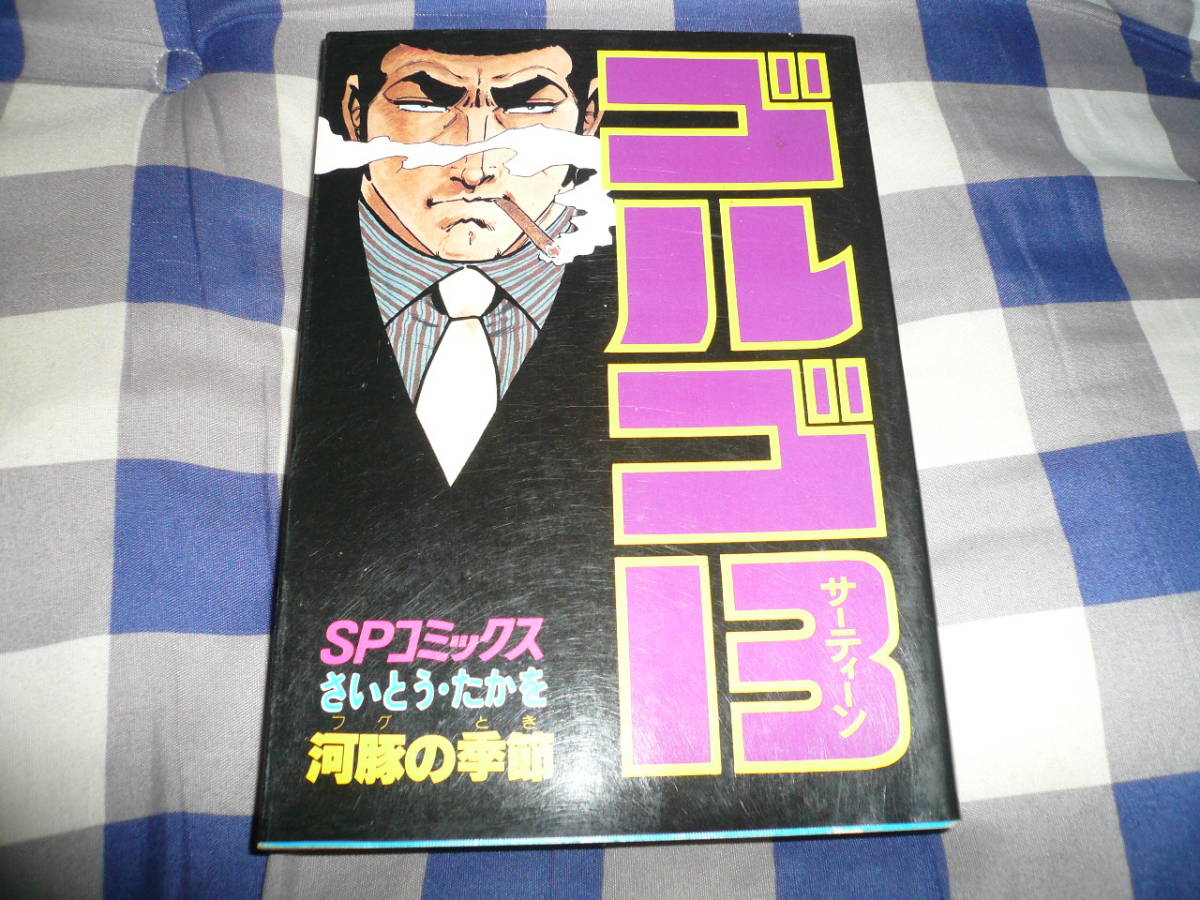 ゴルゴ13
サーティーン
SPコミックス
さいとう・たかを
フグ とき
河豚の季節